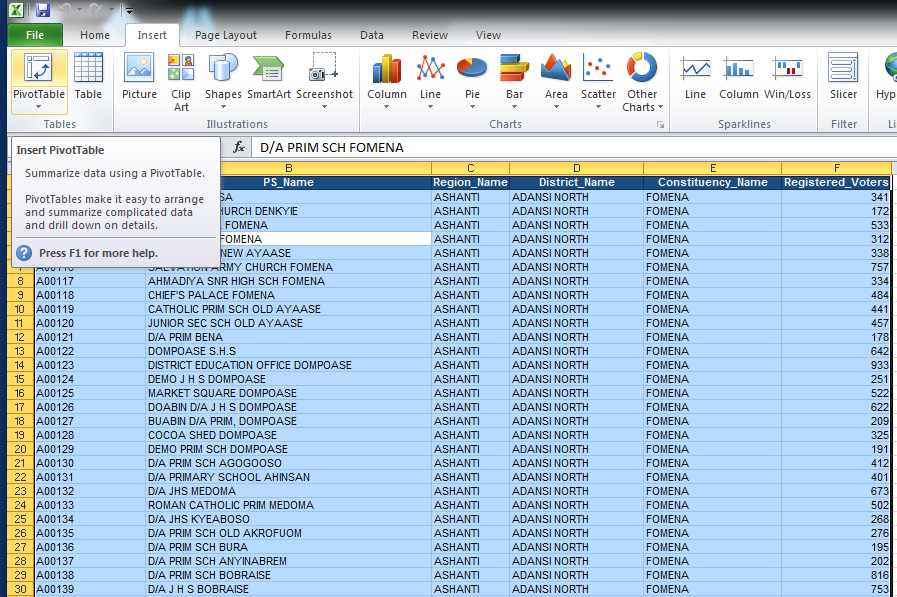 File Home Insert Page Layout Formulas Data Review View
PivotTable Table Picture Clip Art Shapes SmartArt Screenshot Column Line Pie Bar Area Scatter Other Charts Line Column Win/Loss Slicer Hyp
Tables Illustrations Charts Sparklines Filter Li
fx D/A PRIM SCH FOMENA
Insert PivotTable
Summarize data using a PivotTable.
PivotTables make it easy to arrange
and summarize complicated data
and drill down on details.
Press F1 for more help.
B C D E F
PS_Name Region_Name District_Name Constituency_Name Registered_Voters
SA ASHANTI ADANSI NORTH FOMENA 341
HURCH DENKYIE ASHANTI ADANSI NORTH FOMENA 172
FOMENA ASHANTI ADANSI NORTH FOMENA 533
FOMENA ASHANTI ADANSI NORTH FOMENA 312
NEW AYAASE ASHANTI ADANSI NORTH FOMENA 338
SALVATION ARMY CHURCH FOMENA ASHANTI ADANSI NORTH FOMENA 757
8 A00117 AHMADIYA SNR HIGH SCH FOMENA ASHANTI ADANSI NORTH FOMENA 334
9 A00118 CHIEF'S PALACE FOMENA ASHANTI ADANSI NORTH FOMENA 484
10 A00119 CATHOLIC PRIM SCH OLD AYAASE ASHANTI ADANSI NORTH FOMENA 441
11 A00120 JUNIOR SEC SCH OLD AYAASE ASHANTI ADANSI NORTH FOMENA 457
12 A00121 D/A PRIM BENA ASHANTI ADANSI NORTH FOMENA 178
13 A00122 DOMPOASE S.H.S ASHANTI ADANSI NORTH FOMENA 642
14 A00123 DISTRICT EDUCATION OFFICE DOMPOASE ASHANTI ADANSI NORTH FOMENA 933
15 A00124 DEMO J H S DOMPOASE ASHANTI ADANSI NORTH FOMENA 251
16 A00125 MARKET SQUARE DOMPOASE ASHANTI ADANSI NORTH FOMENA 522
17 A00126 DOABIN D/A J H S DOMPOASE ASHANTI ADANSI NORTH FOMENA 622
18 A00127 BUABIN D/A PRIM, DOMPOASE ASHANTI ADANSI NORTH FOMENA 209
19 A00128 COCOA SHED DOMPOASE ASHANTI ADANSI NORTH FOMENA 325
20 A00129 DEMO PRIM SCH DOMPOASE ASHANTI ADANSI NORTH FOMENA 191
21 A00130 D/A PRIM SCH AGOGOOSO ASHANTI ADANSI NORTH FOMENA 412
22 A00131 D/A PRIMARY SCHOOL AHINSAN ASHANTI ADANSI NORTH FOMENA 401
23 A00132 D/A JHS MEDOMA ASHANTI ADANSI NORTH FOMENA 673
24 A00133 ROMAN CATHOLIC PRIM MEDOMA ASHANTI ADANSI NORTH FOMENA 502
25 A00134 D/A JHS KYEABOSO ASHANTI ADANSI NORTH FOMENA 268
26 A00135 D/A PRIM SCH OLD AKROFUOM ASHANTI ADANSI NORTH FOMENA 276
27 A00136 D/A PRIM SCH BURA ASHANTI ADANSI NORTH FOMENA 195
28 A00137 D/A PRIM SCH ANYINABREM ASHANTI ADANSI NORTH FOMENA 202
29 A00138 D/A PRIM SCH BOBRAISE ASHANTI ADANSI NORTH FOMENA 816
30 A00139 D/A J H S BOBRAISE ASHANTI ADANSI NORTH FOMENA 753